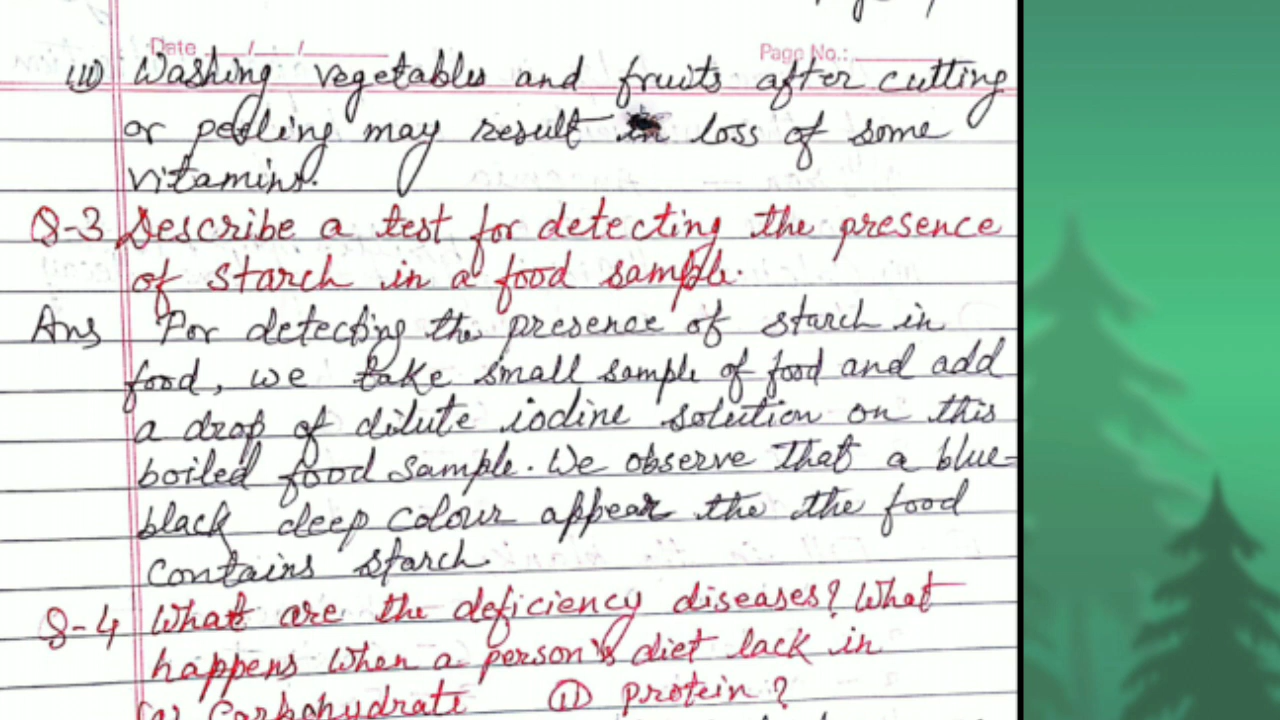 Date / /
Page No.:
(iii) Washing vegetables and fruits after cutting
or peeling may result in loss of some
vitamins.
Q-3 Describe a test for detecting the presence
of starch in a food sample.
Ans For detecting the presence of starch in
food, we take small sample of food and add
a drop of dilute iodine solution on this
boiled food sample. We observe that a blue-
black deep colour appear the the food
contains starch.
Q-4 What are the deficiency diseases? What
happens when a person's diet lack in
Carbohydrate (ii) protein?